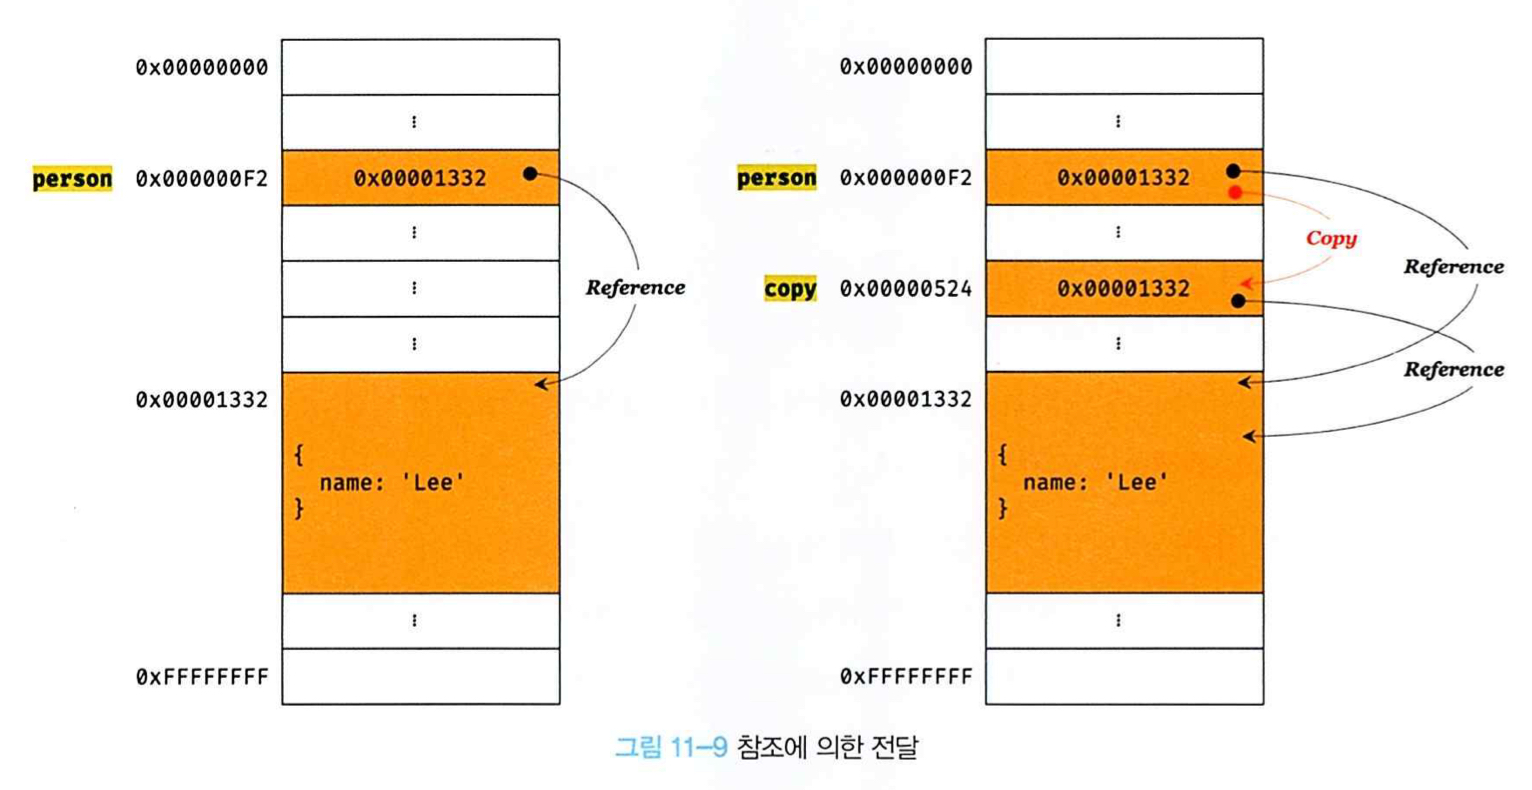 0x00000000
⋮
person 0x000000F2 0x00001332
⋮
⋮
Reference
⋮
0x00001332
{
name: 'Lee'
}
⋮
0xFFFFFFFF
0x00000000
⋮
person 0x000000F2 0x00001332
⋮
Copy
Reference
copy 0x00000524 0x00001332
⋮
Reference
0x00001332
{
name: 'Lee'
}
⋮
0xFFFFFFFF
그림 11-9 참조에 의한 전달